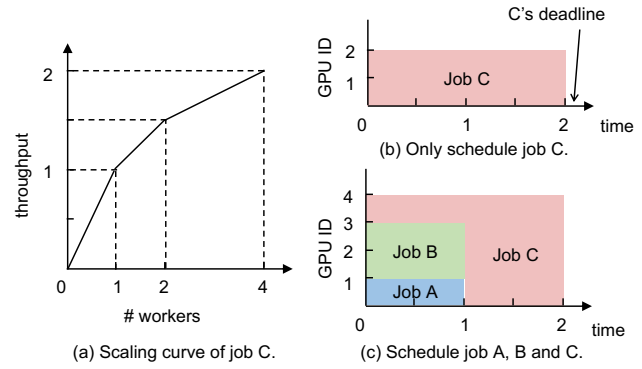 throughput
2
1
0
1
2
4
# workers
(a) Scaling curve of job C.
C's deadline
GPU ID
2
1
Job C
0
1
2
time
(b) Only schedule job C.
GPU ID
4
3
2
1
Job B
Job C
Job A
0
1
2
time
(c) Schedule job A, B and C.